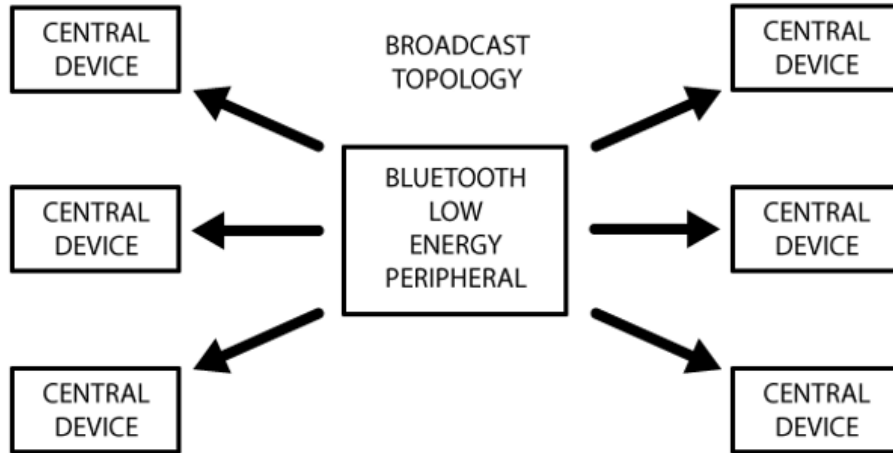 CENTRAL
DEVICE
BROADCAST
TOPOLOGY
CENTRAL
DEVICE
CENTRAL
DEVICE
BLUETOOTH
LOW
ENERGY
PERIPHERAL
CENTRAL
DEVICE
CENTRAL
DEVICE
CENTRAL
DEVICE